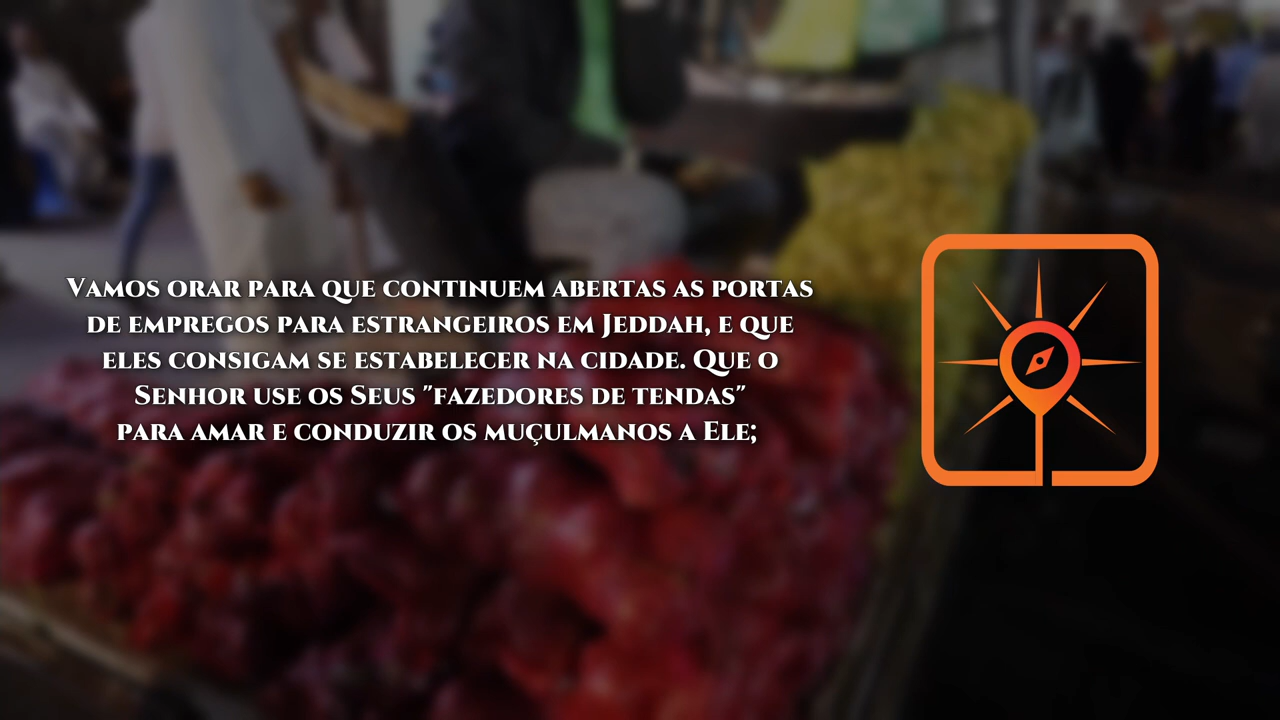 Vamos orar para que continuem abertas as portas
de empregos para estrangeiros em Jeddah, e que
eles consigam se estabelecer na cidade. Que o
Senhor use os Seus "fazedores de tendas"
para amar e conduzir os muçulmanos a Ele;